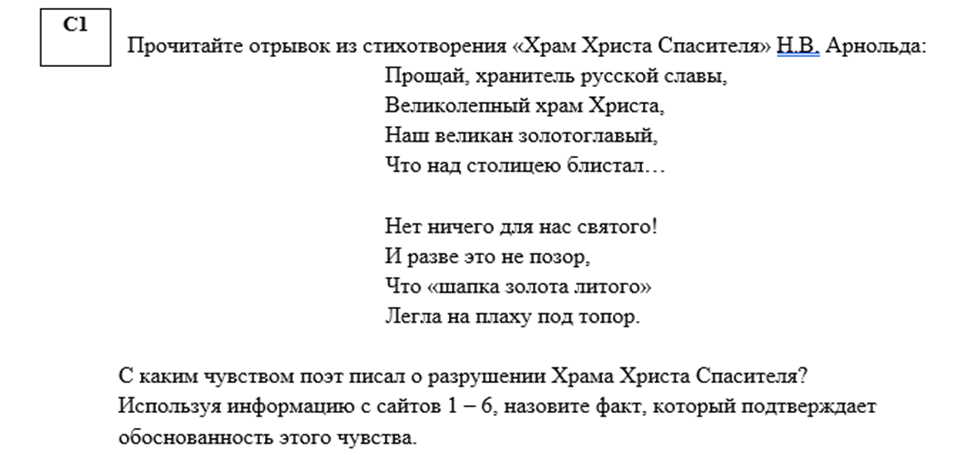 С1
Прочитайте отрывок из стихотворения «Храм Христа Спасителя» Н.В. Арнольда:
Прощай, хранитель русской славы,
Великолепный храм Христа,
Наш великан золотоглавый,
Что над столицею блистал…
Нет ничего для нас святого!
И разве это не позор,
Что «шапка золота литого»
Легла на плаху под топор.
С каким чувством поэт писал о разрушении Храма Христа Спасителя?
Используя информацию с сайтов 1 – 6, назовите факт, который подтверждает
обоснованность этого чувства.